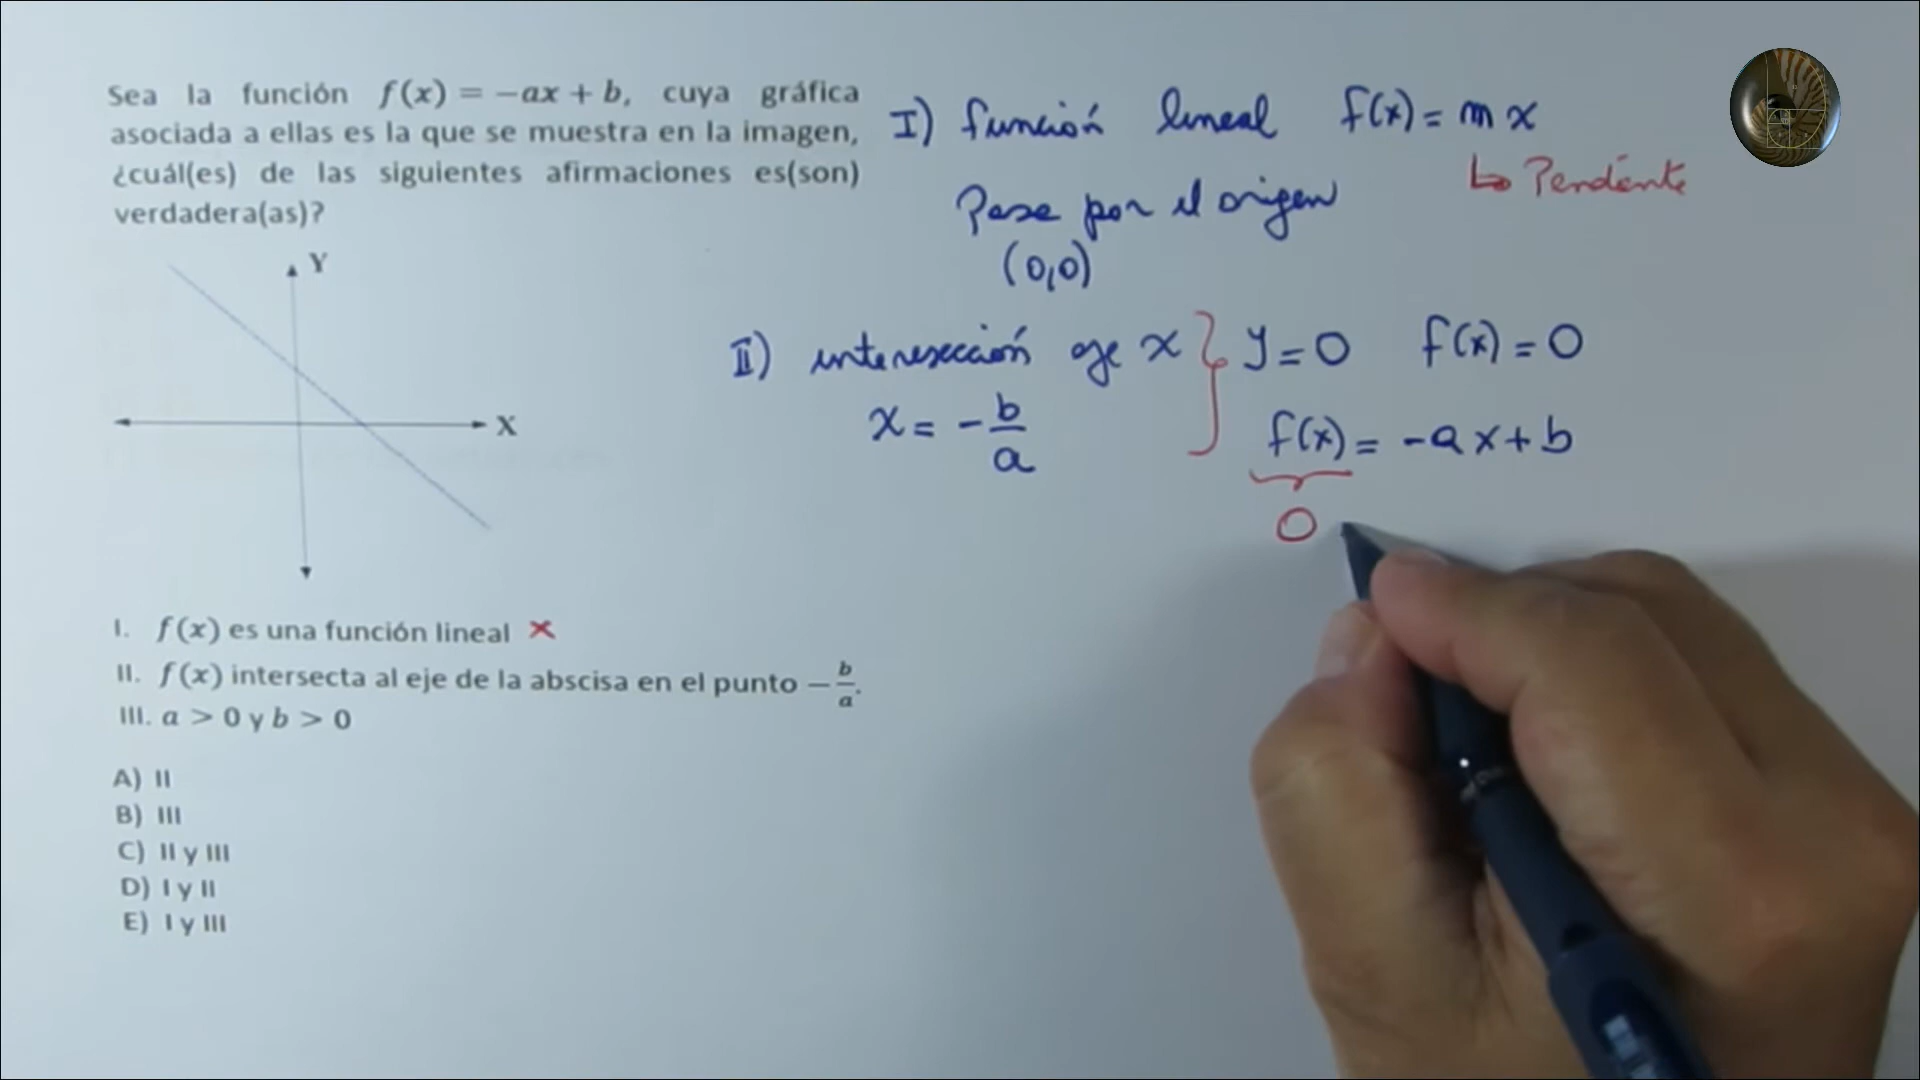 Sea la función f(x) = −ax + b, cuya gráfica
asociada a ellas es la que se muestra en la imagen,
¿cuál(es) de las siguientes afirmaciones es(son)
verdadera(as)?
Y
X
I. f(x) es una función lineal ×
II. f(x) intersecta al eje de la abscisa en el punto −b/a.
III. a > 0 y b > 0
A) II
B) III
C) II y III
D) I y II
E) I y III
I) función lineal f(x) = m x
↳ Pendiente
Pasa por el origen
(0,0)
II) intersección eje x } y = 0 f(x) = 0
x = −b/a
f(x) = −ax + b
0